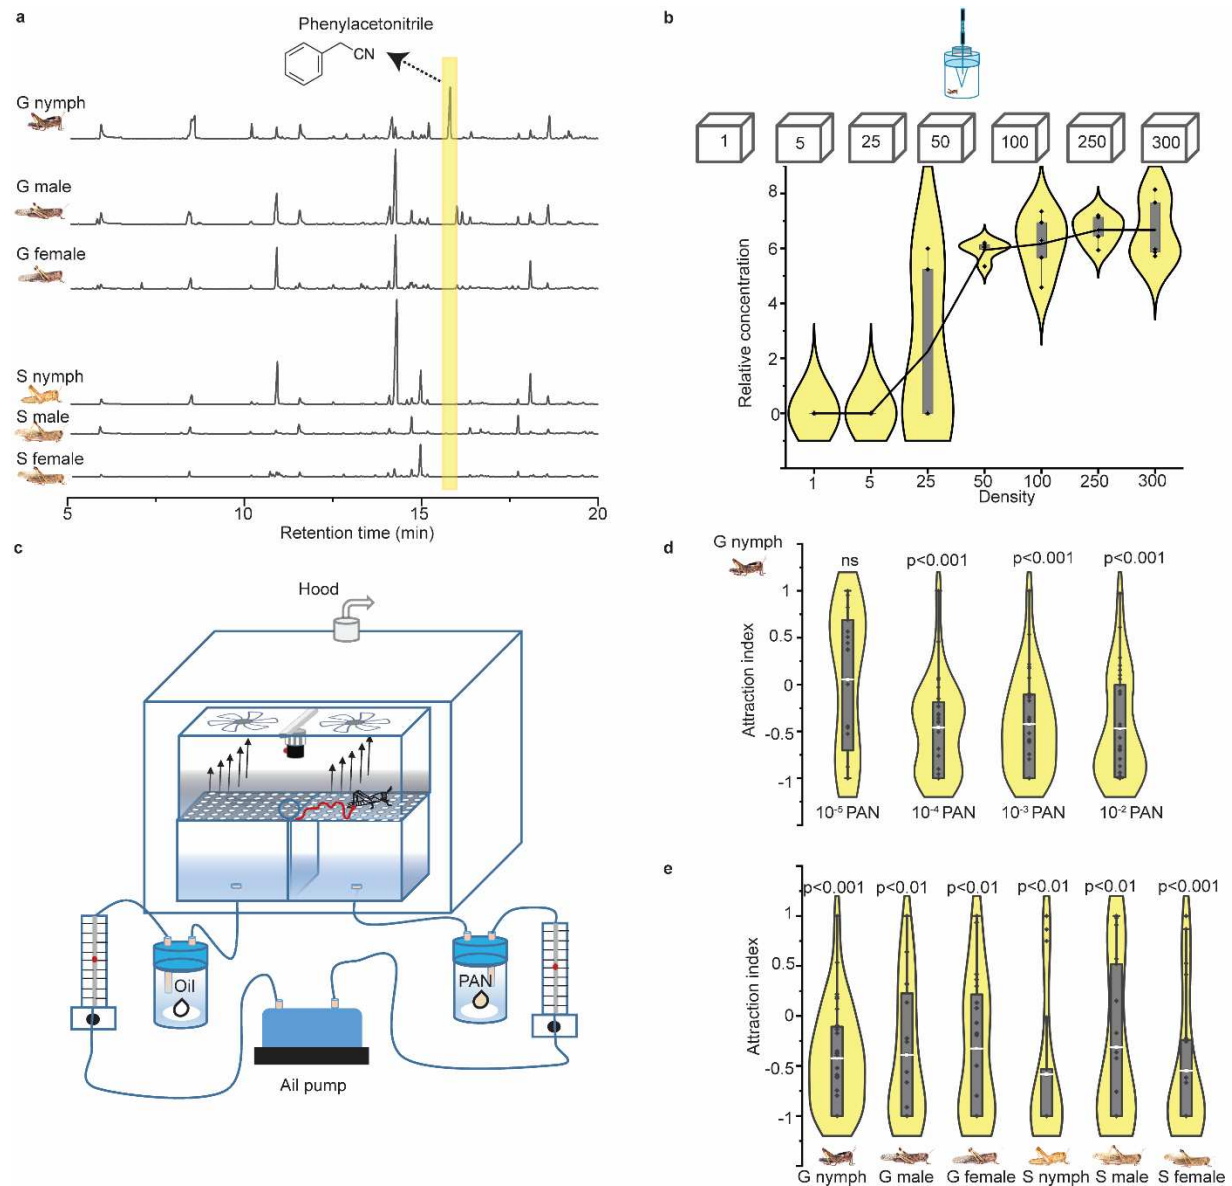 a
Phenylacetonitrile
CN
G nymph
G male
G female
S nymph
S male
S female
5 10 15 20
Retention time (min)
b
1 5 25 50 100 250 300
8
6
4
2
0
Relative concentration
1 5 25 50 100 250 300
Density
c
Hood
Oil
PAN
Ail pump
d
G nymph
ns p<0.001 p<0.001 p<0.001
1
0.5
0
-0.5
-1
Attraction index
10⁻⁵ PAN 10⁻⁴ PAN 10⁻³ PAN 10⁻² PAN
e
p<0.001 p<0.01 p<0.01 p<0.01 p<0.01 p<0.001
1
0.5
0
-0.5
-1
Attraction index
G nymph G male G female S nymph S male S female